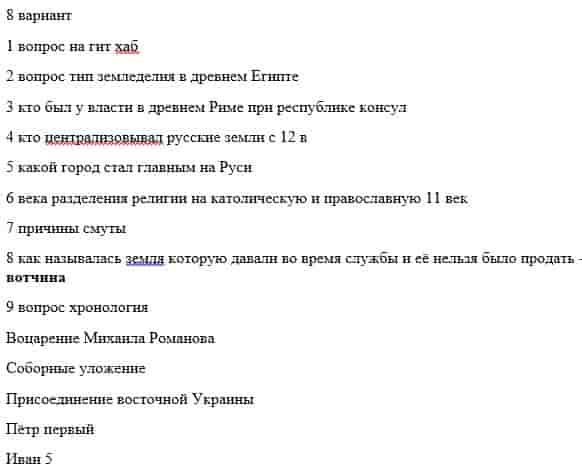 8 вариант
1 вопрос на гит хаб
2 вопрос тип земледелия в древнем Египте
3 кто был у власти в древнем Риме при республике консул
4 кто централизовывал русские земли с 12 в
5 какой город стал главным на Руси
6 века разделения религии на католическую и православную 11 век
7 причины смуты
8 как называлась земля которую давали во время службы и её нельзя было продать -
вотчина
9 вопрос хронология
Воцарение Михаила Романова
Соборные уложение
Присоединение восточной Украины
Пётр первый
Иван 5